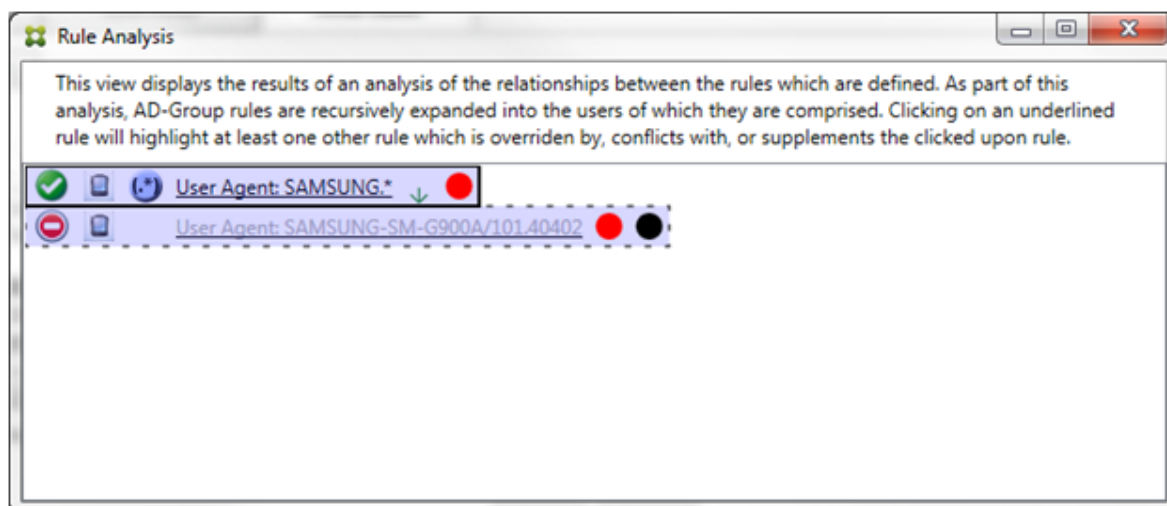 Rule Analysis
This view displays the results of an analysis of the relationships between the rules which are defined. As part of this
analysis, AD-Group rules are recursively expanded into the users of which they are comprised. Clicking on an underlined
rule will highlight at least one other rule which is overriden by, conflicts with, or supplements the clicked upon rule.
(.*) User Agent: SAMSUNG.*
User Agent: SAMSUNG-SM-G900A/101.40402